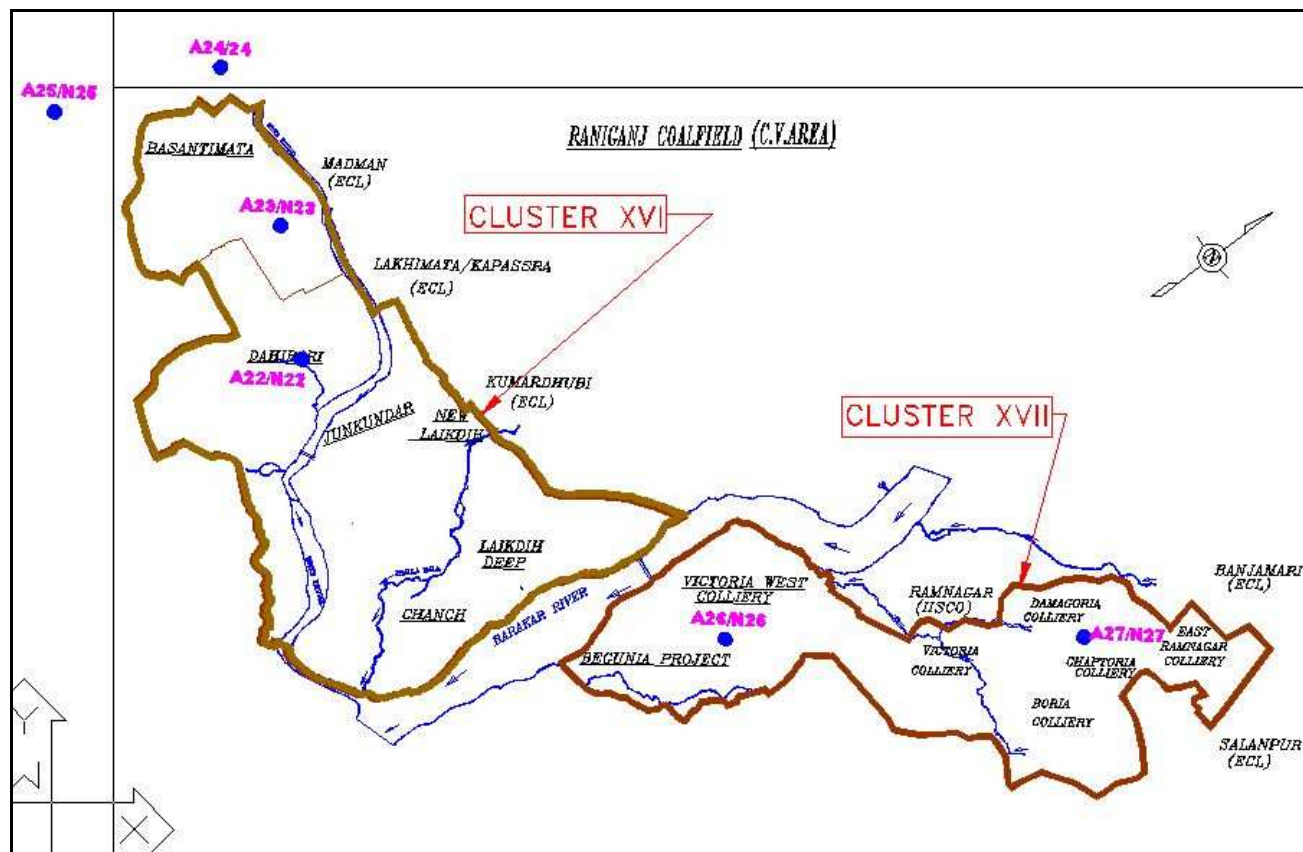 A24/24
A25/N25
RANIGANJ COALFIELD (C.V.AREA)
BASANTIMATA
MADMAN
(ECL)
A23/N23
CLUSTER XVI
LAKHIMATA/KAPASSRA
(ECL)
N
DAHIBARI
A22/N22
KUMARDHUBI
(ECL)
NEW
LAIKDIH
JUNKUNDAR
CLUSTER XVII
LAIKDIH
DEEP
CHANCH
BARAKAR RIVER
VICTORIA WEST
COLLIERY
A26/N26
BEGUNIA PROJECT
RAMNAGAR
(IISCO)
VICTORIA
COLLIERY
DAMAGORIA
COLLIERY
A27/N27
CHAPTORIA
COLLIERY
EAST
RAMNAGAR
COLLIERY
BANJAMARI
(ECL)
BORIA
COLLIERY
SALANPUR
(ECL)
Y
W
X